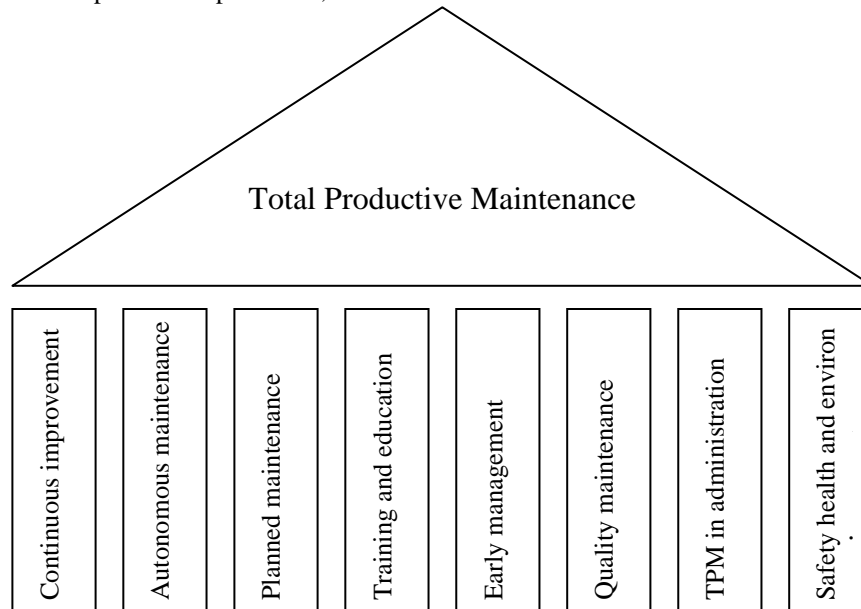 Total Productive Maintenance
Continuous improvement
Autonomous maintenance
Planned maintenance
Training and education
Early management
Quality maintenance
TPM in administration
Safety health and environ